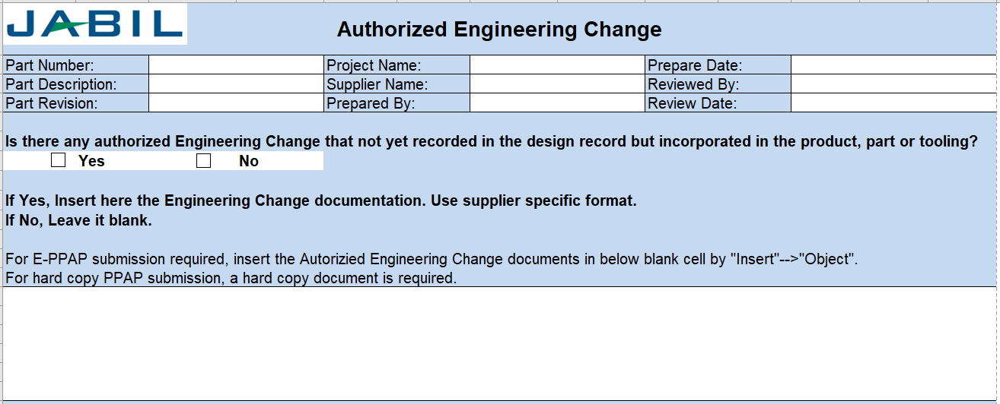 JABIL
Authorized Engineering Change
Part Number: Project Name: Prepare Date:
Part Description: Supplier Name: Reviewed By:
Part Revision: Prepared By: Review Date:
Is there any authorized Engineering Change that not yet recorded in the design record but incorporated in the product, part or tooling?
Yes No
If Yes, Insert here the Engineering Change documentation. Use supplier specific format.
If No, Leave it blank.
For E-PPAP submission required, insert the Autorizied Engineering Change documents in below blank cell by "Insert"-->"Object".
For hard copy PPAP submission, a hard copy document is required.